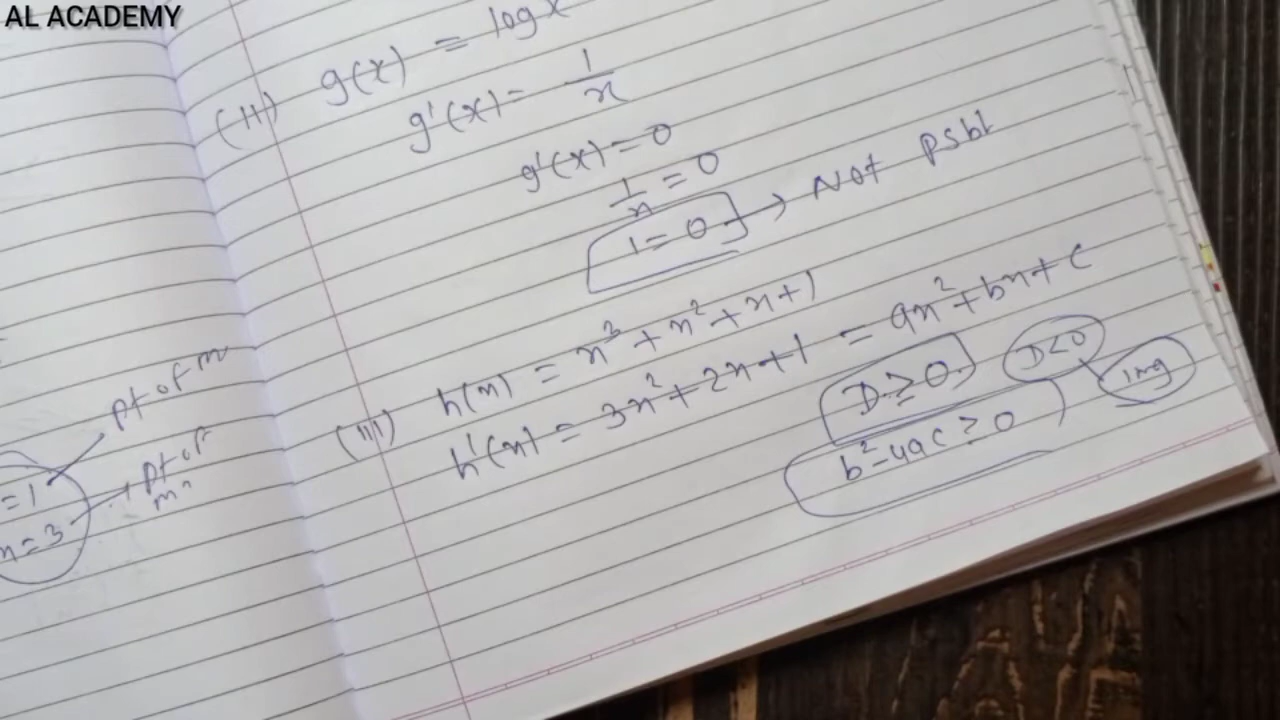 AL ACADEMY
(II) g(x) = log x
g'(x) = 1/x
g'(x) = 0
1/x = 0
1 = 0 → Not psbl
(III) h(x) = x³ + x² + x + 1
h'(x) = 3x² + 2x + 1 = ax² + bx + c
D ≥ 0 D < 0 img
b² - 4ac ≥ 0
pt of m
= 1
pt of
m
x = 3